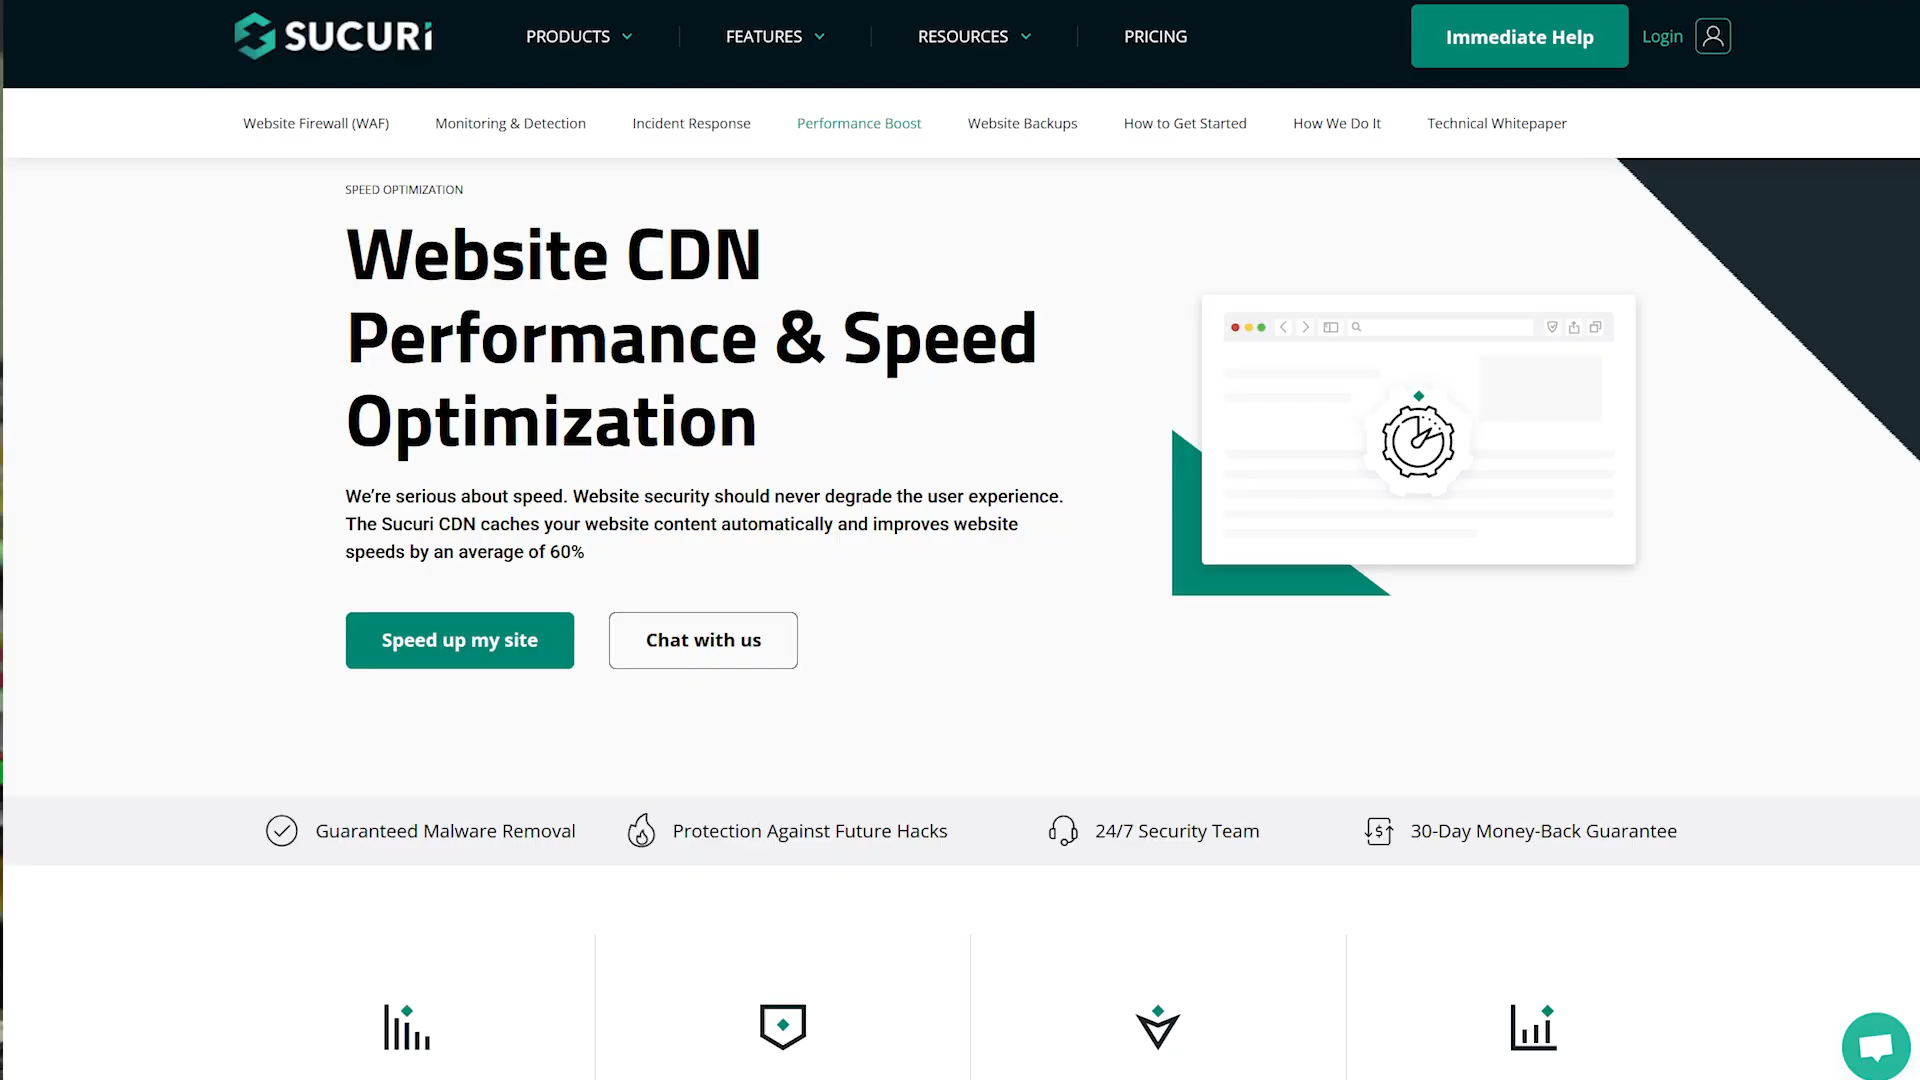 SUCURi
PRODUCTS
FEATURES
RESOURCES
PRICING
Immediate Help
Login
Website Firewall (WAF)
Monitoring & Detection
Incident Response
Performance Boost
Website Backups
How to Get Started
How We Do It
Technical Whitepaper
SPEED OPTIMIZATION
Website CDN
Performance & Speed
Optimization
We’re serious about speed. Website security should never degrade the user experience.
The Sucuri CDN caches your website content automatically and improves website
speeds by an average of 60%
Speed up my site
Chat with us
Guaranteed Malware Removal
Protection Against Future Hacks
24/7 Security Team
30-Day Money-Back Guarantee